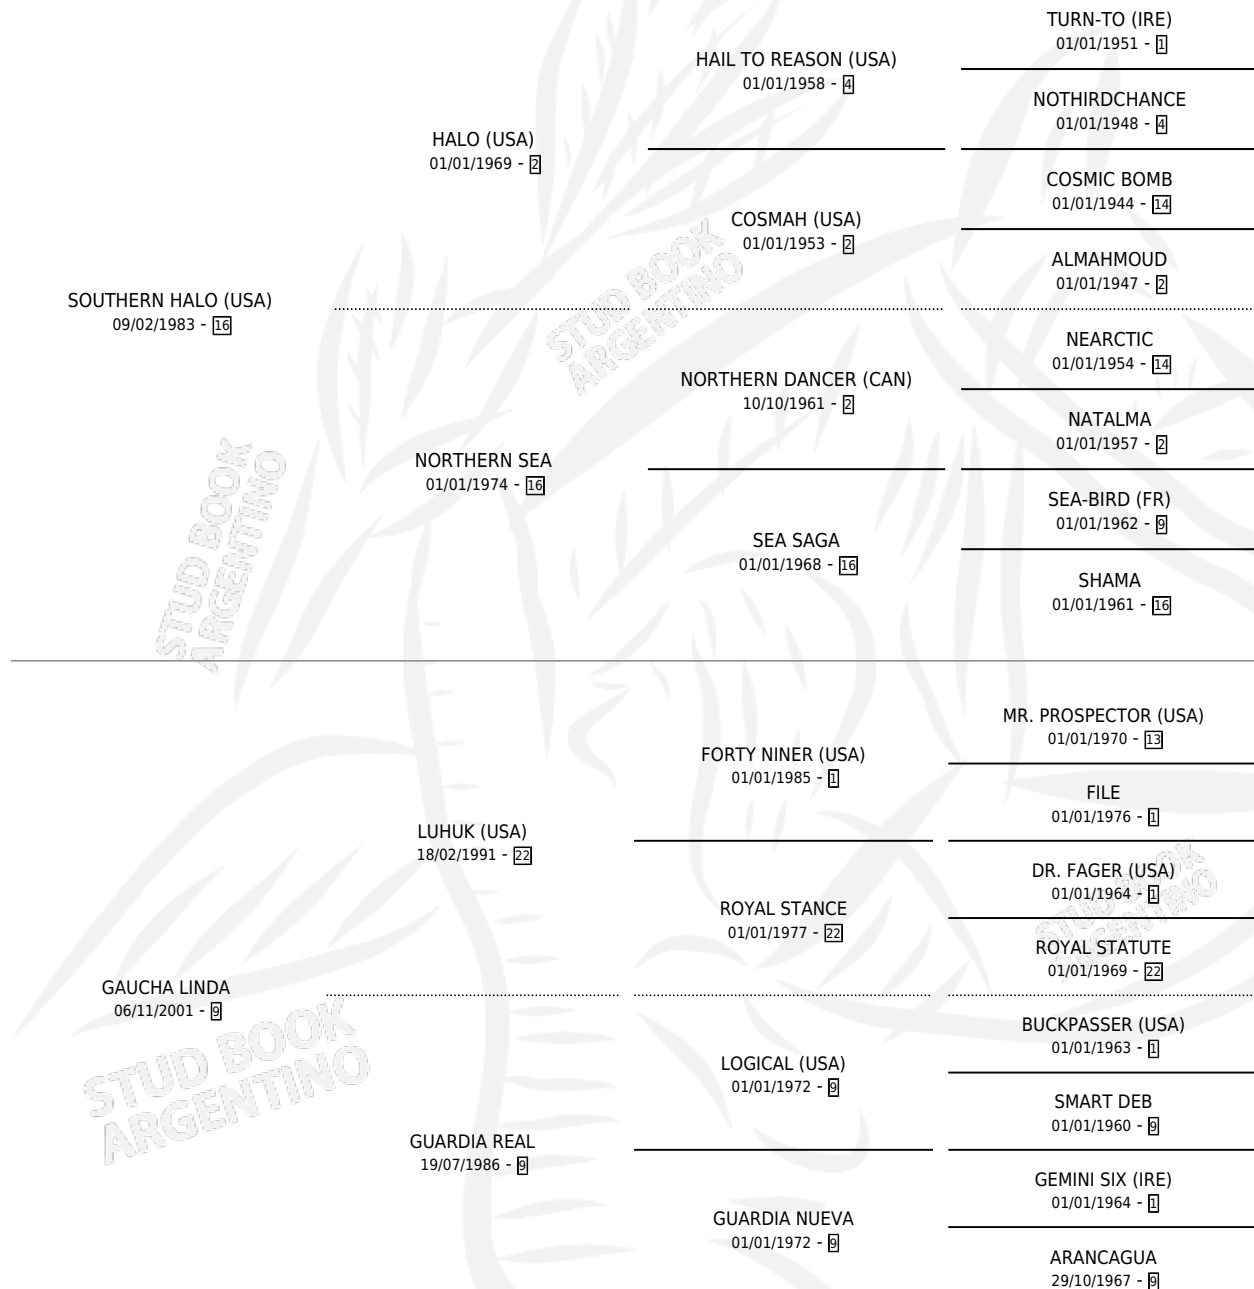 TURN-TO (IRE)
01/01/1951 - 1
HAIL TO REASON (USA)
01/01/1958 - 4
NOTHIRDCHANCE
01/01/1948 - 4
HALO (USA)
01/01/1969 - 2
COSMIC BOMB
01/01/1944 - 14
COSMAH (USA)
01/01/1953 - 2
ALMAHMOUD
01/01/1947 - 2
SOUTHERN HALO (USA)
09/02/1983 - 16
NEARCTIC
01/01/1954 - 14
NORTHERN DANCER (CAN)
10/10/1961 - 2
NATALMA
01/01/1957 - 2
NORTHERN SEA
01/01/1974 - 16
SEA-BIRD (FR)
01/01/1962 - 9
SEA SAGA
01/01/1968 - 16
SHAMA
01/01/1961 - 16
MR. PROSPECTOR (USA)
01/01/1970 - 13
FORTY NINER (USA)
01/01/1985 - 1
FILE
01/01/1976 - 1
LUHUK (USA)
18/02/1991 - 22
DR. FAGER (USA)
01/01/1964 - 1
ROYAL STANCE
01/01/1977 - 22
ROYAL STATUTE
01/01/1969 - 22
GAUCHA LINDA
06/11/2001 - 9
BUCKPASSER (USA)
01/01/1963 - 1
LOGICAL (USA)
01/01/1972 - 9
SMART DEB
01/01/1960 - 9
GUARDIA REAL
19/07/1986 - 9
GEMINI SIX (IRE)
01/01/1964 - 1
GUARDIA NUEVA
01/01/1972 - 9
ARANCAGUA
29/10/1967 - 9
STUD BOOK
ARGENTINO
STUD BOOK
ARGENTINO
STUD BOOK
ARGENTINO
STUD BOOK
ARGENTINO